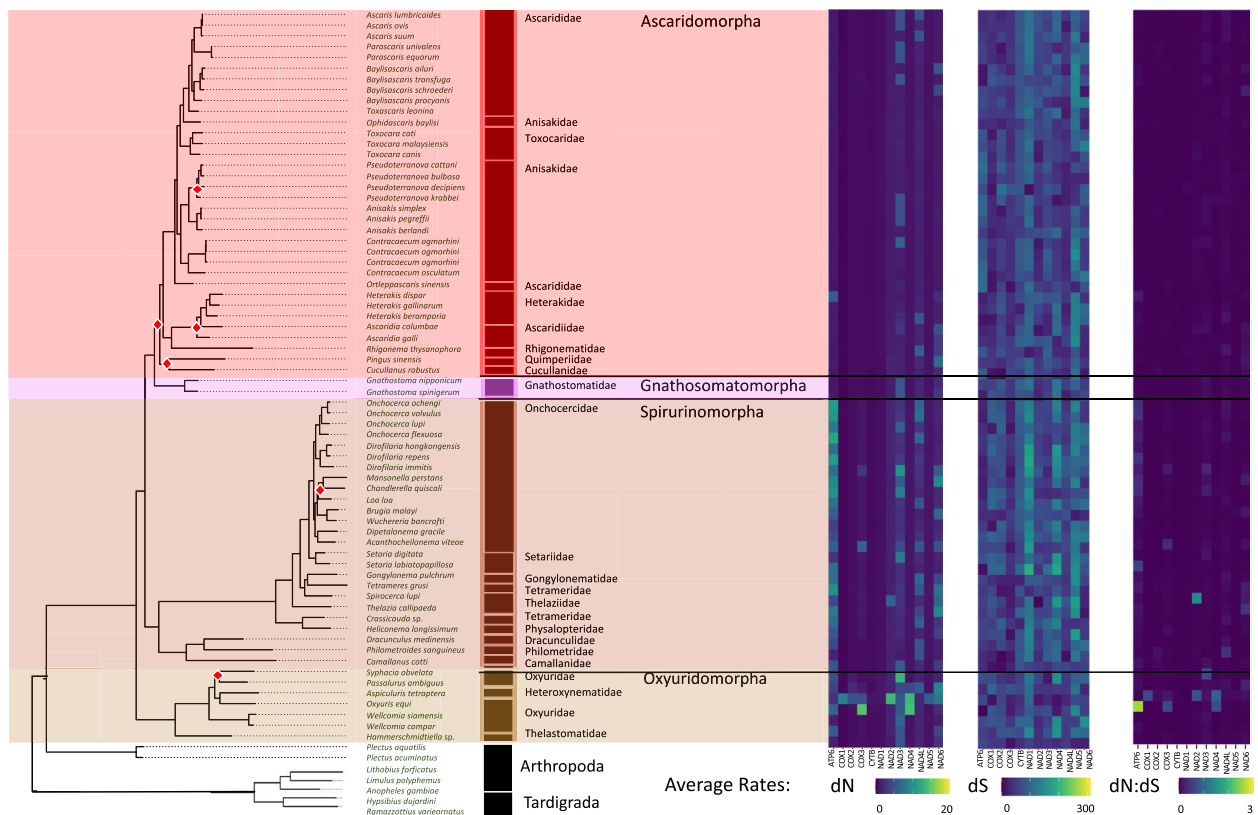 Ascaris lumbricoides
Ascaris ovis
Ascaris suum
Parascaris univalens
Parascaris equorum
Baylisascaris ailuri
Baylisascaris transfuga
Baylisascaris schroederi
Baylisascaris procyonis
Toxascaris leonina
Ophidascaris baylisi
Toxocara cati
Toxocara malaysiensis
Toxocara canis
Pseudoterranova cattani
Pseudoterranova bulbosa
Pseudoterranova decipiens
Pseudoterranova krabbei
Anisakis simplex
Anisakis pegreffii
Anisakis berlandi
Contracaecum ogmorhini
Contracaecum ogmorhini
Contracaecum ogmorhini
Contracaecum osculatum
Ortleppascaris sinensis
Heterakis dispar
Heterakis gallinarum
Heterakis beramporia
Ascaridia columbae
Ascaridia galli
Rhigonema thysanophora
Pingus sinensis
Cucullanus robustus
Gnathostoma nipponicum
Gnathostoma spinigerum
Onchocerca ochengi
Onchocerca volvulus
Onchocerca lupi
Onchocerca flexuosa
Dirofilaria hongkongensis
Dirofilaria repens
Dirofilaria immitis
Mansonella perstans
Chandlerella quiscali
Loa loa
Brugia malayi
Wuchereria bancrofti
Dipetalonema gracile
Acanthocheilonema viteae
Setaria digitata
Setaria labiatopapillosa
Gongylonema pulchrum
Tetrameres grusi
Spirocerca lupi
Thelazia callipaeda
Crassicauda sp.
Heliconema longissimum
Dracunculus medinensis
Philometroides sanguineus
Camallanus cotti
Syphacia obvelata
Passalurus ambiguus
Aspiculuris tetraptera
Oxyuris equi
Wellcomia siamensis
Wellcomia compar
Hammerschmidtiella sp.
Plectus aquatilis
Plectus acuminatus
Lithobius forficatus
Limulus polyphemus
Anopheles gambiae
Hypsibius dujardini
Ramazzottius varieornatus
Ascarididae
Anisakidae
Toxocaridae
Anisakidae
Ascarididae
Heterakidae
Ascaridiidae
Rhigonematidae
Quimperiidae
Cucullanidae
Gnathostomatidae
Onchocercidae
Setariidae
Gongylonematidae
Tetrameridae
Thelaziidae
Tetrameridae
Physalopteridae
Dracunculidae
Philometridae
Camallanidae
Oxyuridae
Heteroxynematidae
Oxyuridae
Thelastomatidae
Arthropoda
Tardigrada
Ascaridomorpha
Gnathosomatomorpha
Spirurinomorpha
Oxyuridomorpha
ATP6
COX1
COX2
COX3
CYTB
NAD1
NAD2
NAD3
NAD4
NAD4L
NAD5
NAD6
ATP6
COX1
COX2
COX3
CYTB
NAD1
NAD2
NAD3
NAD4
NAD4L
NAD5
NAD6
ATP6
COX1
COX2
COX3
CYTB
NAD1
NAD2
NAD3
NAD4
NAD4L
NAD5
NAD6
Average Rates:
dN
0 20
dS
0 300
dN:dS
0 3